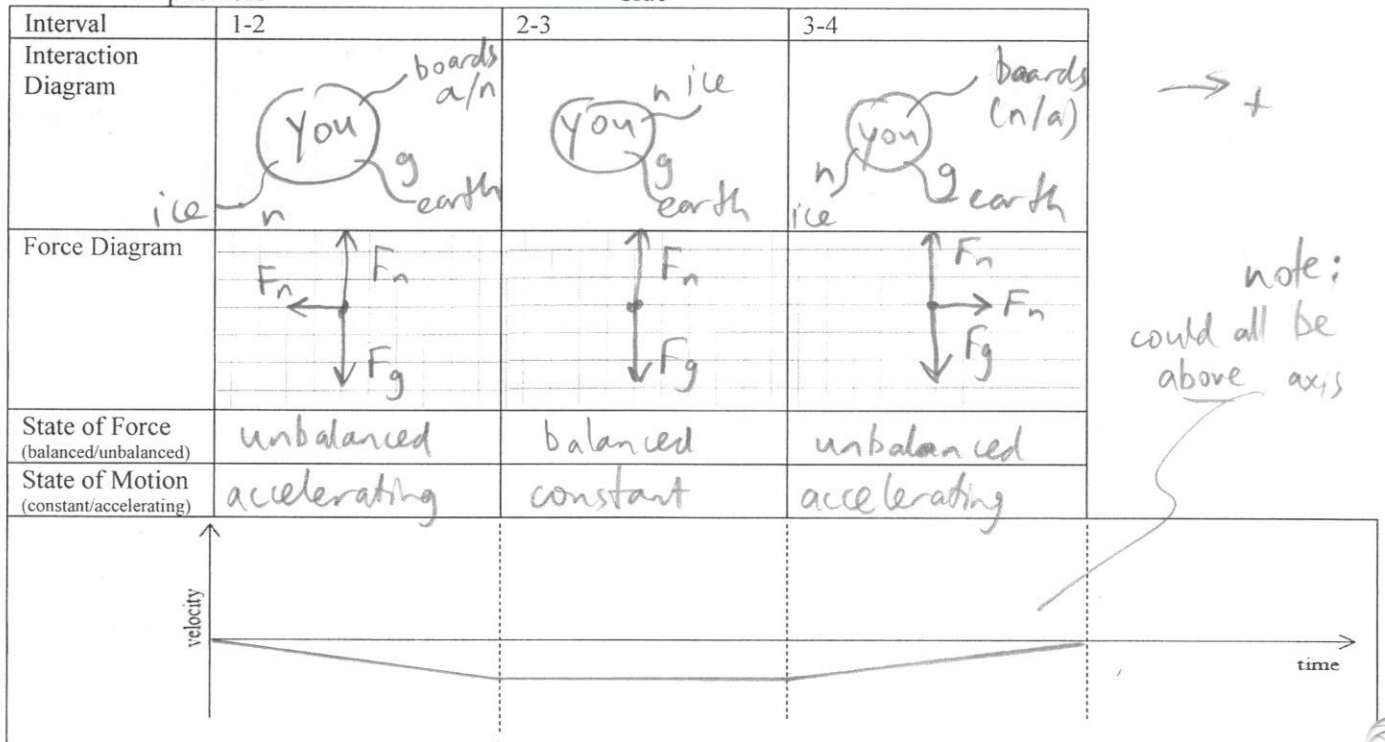 Interval 1-2 2-3 3-4
Interaction
Diagram
boards
a/n
You
g
earth
ice
n
n ice
you
g
earth
boards
(n/a)
you
n
g
earth
ice
→ +
Force Diagram
Fn
Fn
Fg
Fn
Fg
Fn
Fn
Fg
note:
could all be
above axis
State of Force
(balanced/unbalanced)
unbalanced balanced unbalanced
State of Motion
(constant/accelerating)
accelerating constant accelerating
velocity
time